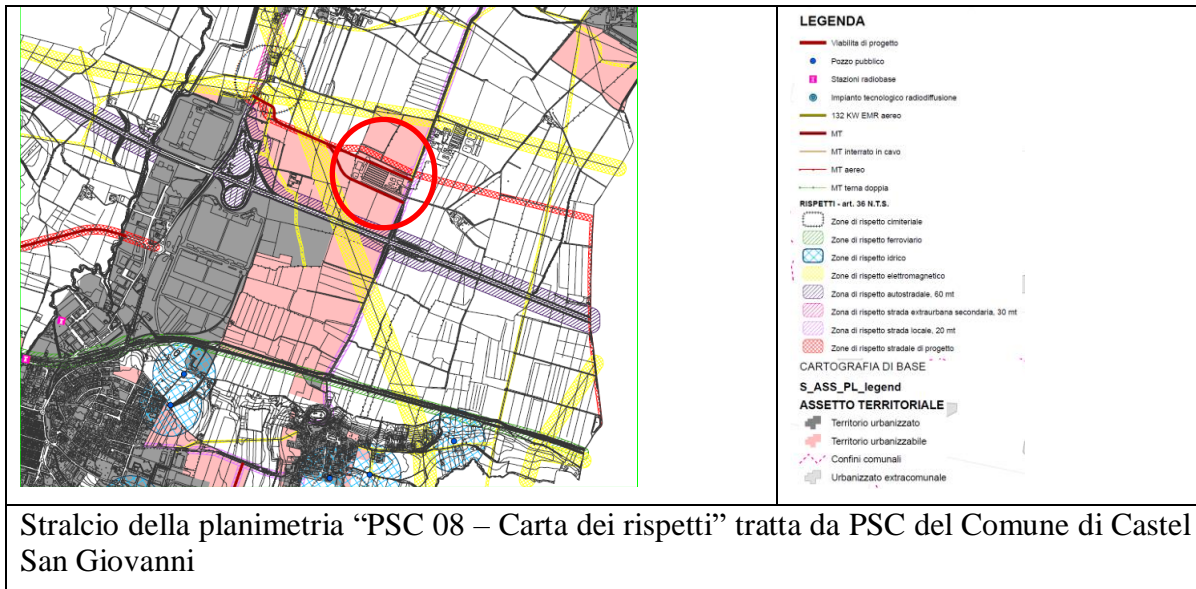 LEGENDA
Viabilita di progetto
Pozzo pubblico
Stazioni radiobase
Impianto tecnologico radiodiffusione
132 KW EMR aereo
MT
MT interrato in cavo
MT aereo
MT terna doppia
RISPETTI - art. 36 N.T.S.
Zone di rispetto cimiteriale
Zone di rispetto ferroviario
Zone di rispetto idrico
Zone di rispetto elettromagnetico
Zona di rispetto autostradale, 60 mt
Zona di rispetto strada extraurbana secondaria, 30 mt
Zona di rispetto strada locale, 20 mt
Zone di rispetto stradale di progetto
CARTOGRAFIA DI BASE
S_ASS_PL_legend
ASSETTO TERRITORIALE
Territorio urbanizzato
Territorio urbanizzabile
Confini comunali
Urbanizzato extracomunale
Stralcio della planimetria “PSC 08 – Carta dei rispetti” tratta da PSC del Comune di Castel
San Giovanni